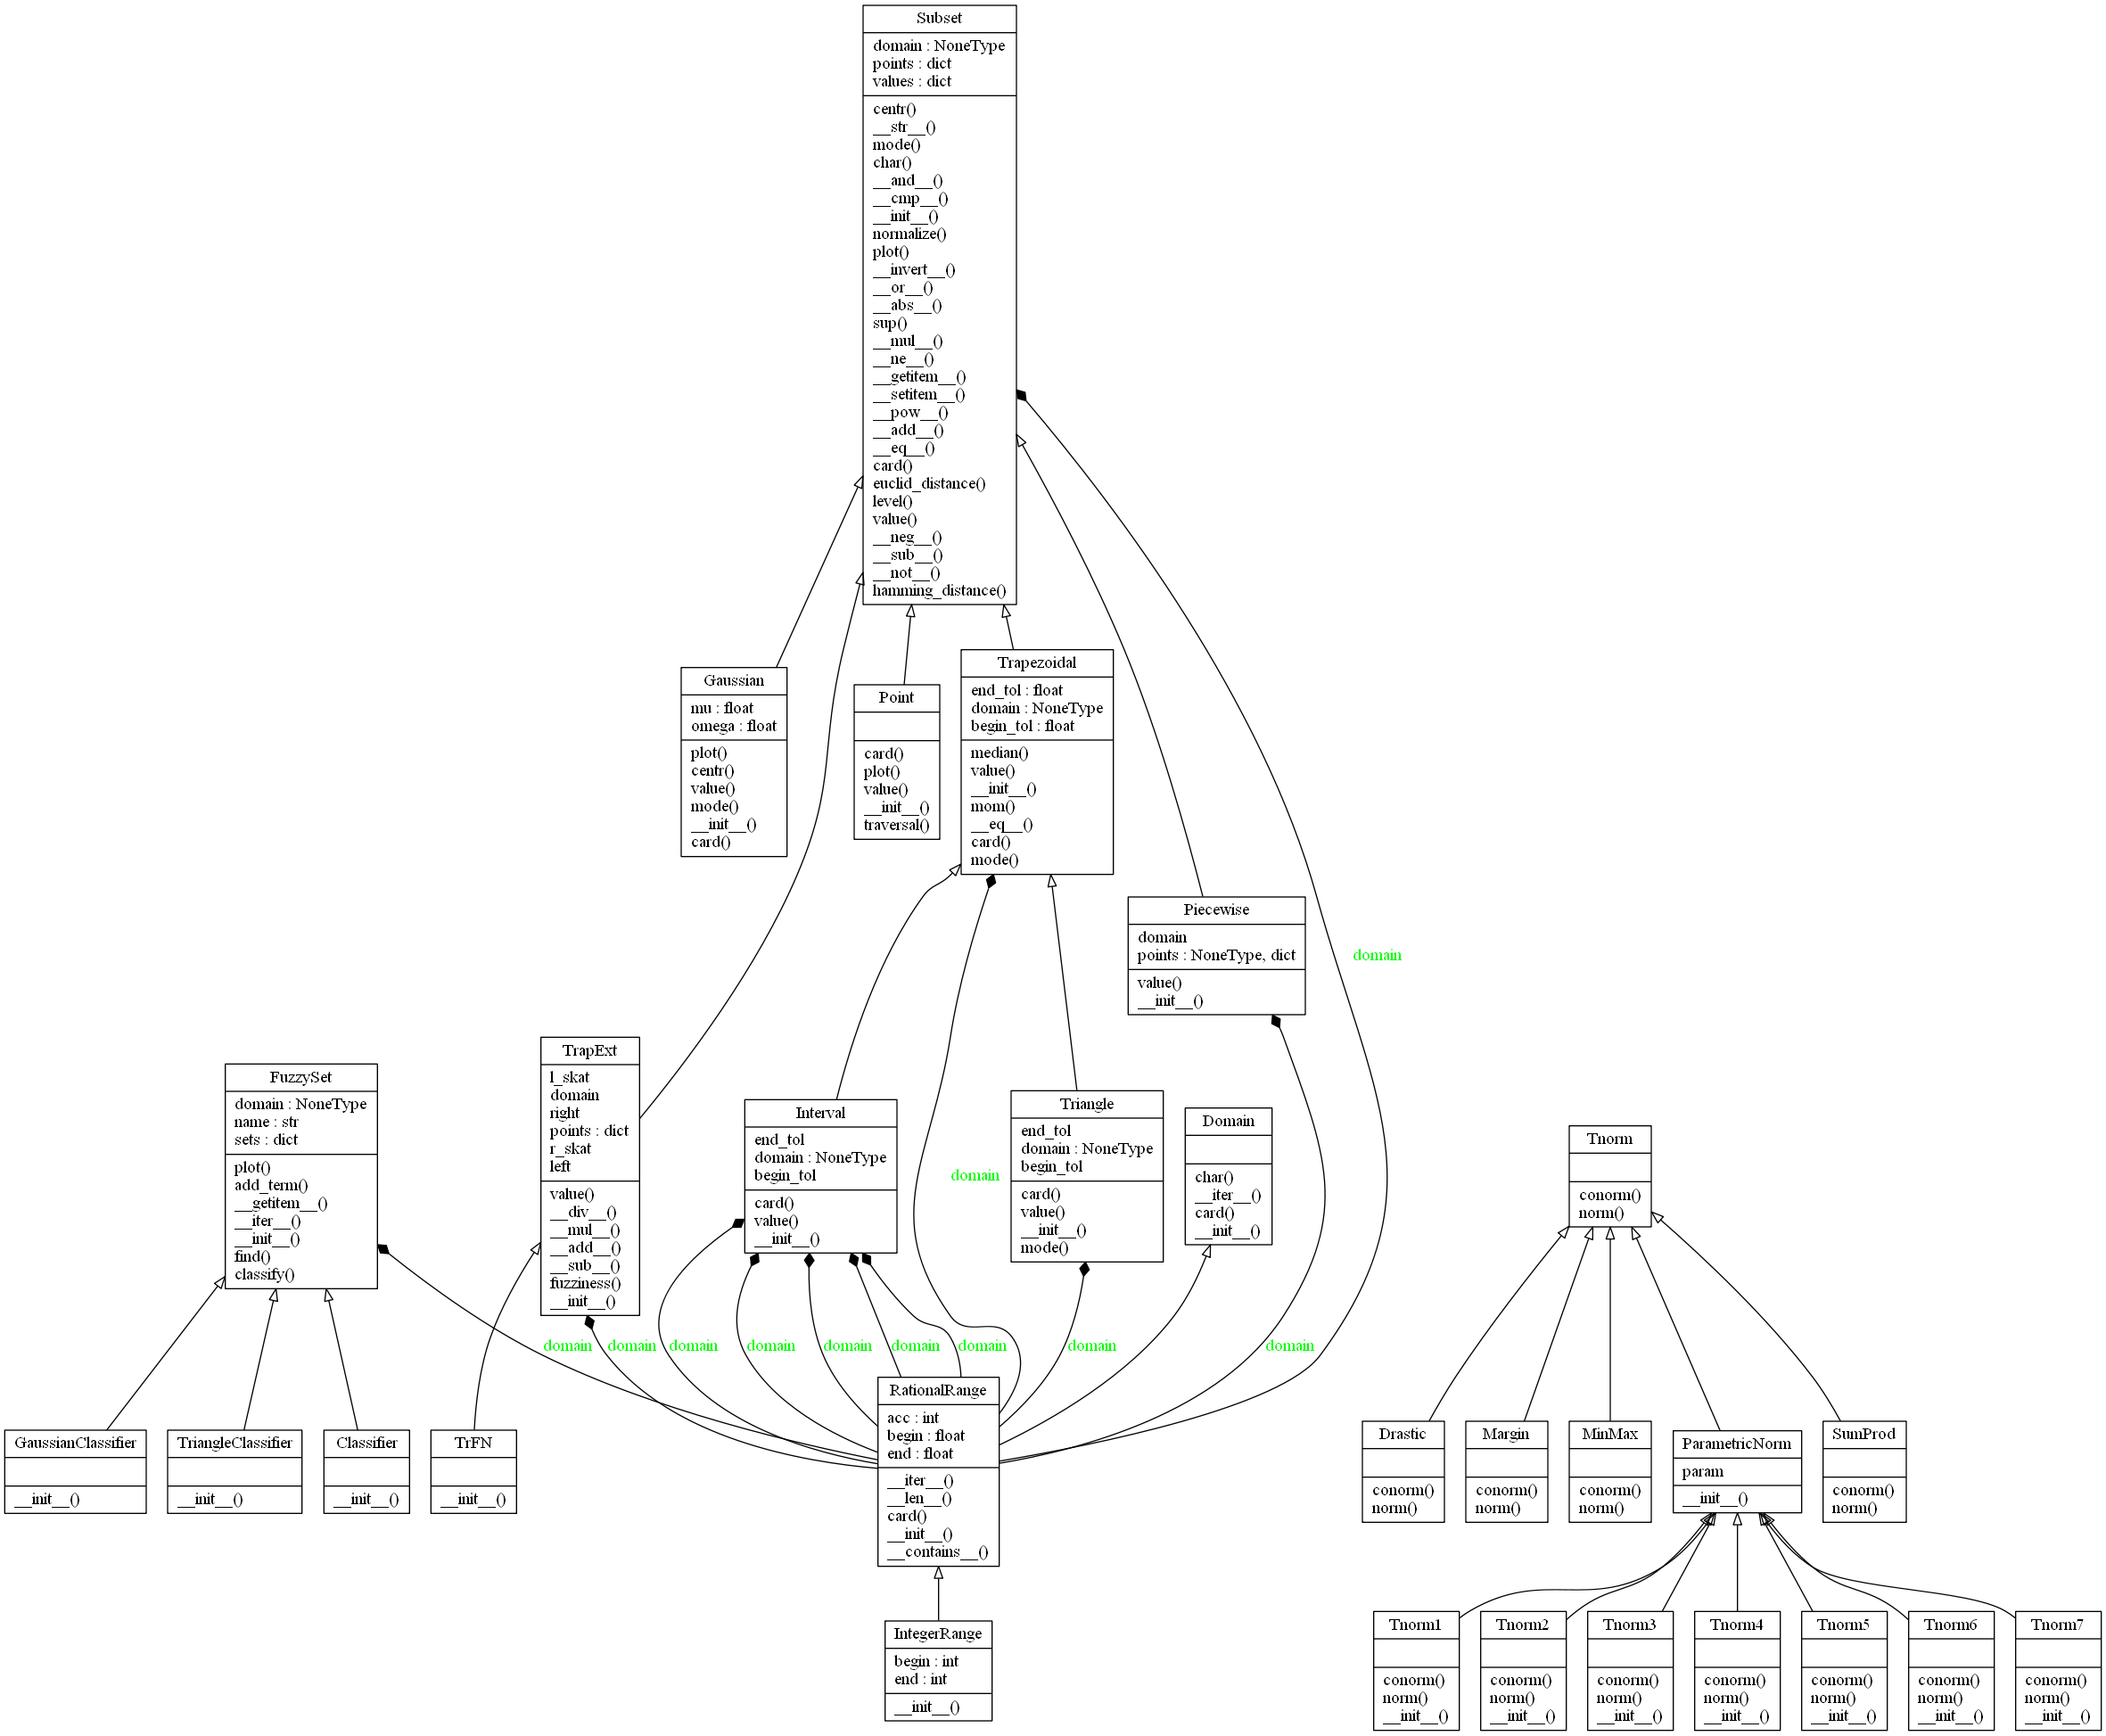 Subset
domain : NoneType
points : dict
values : dict
centr()
__str__()
mode()
char()
__and__()
__cmp__()
__init__()
normalize()
plot()
__invert__()
__or__()
__abs__()
sup()
__mul__()
__ne__()
__getitem__()
__setitem__()
__pow__()
__add__()
__eq__()
card()
euclid_distance()
level()
value()
__neg__()
__sub__()
__not__()
hamming_distance()
Gaussian
mu : float
omega : float
plot()
centr()
value()
mode()
__init__()
card()
Point
card()
plot()
value()
__init__()
traversal()
Trapezoidal
end_tol : float
domain : NoneType
begin_tol : float
median()
value()
__init__()
mom()
__eq__()
card()
mode()
Piecewise
domain
points : NoneType, dict
value()
__init__()
domain
FuzzySet
domain : NoneType
name : str
sets : dict
plot()
add_term()
__getitem__()
__iter__()
__init__()
find()
classify()
TrapExt
l_skat
domain
right
points : dict
r_skat
left
value()
__div__()
__mul__()
__add__()
__sub__()
fuzziness()
__init__()
Interval
end_tol
domain : NoneType
begin_tol
card()
value()
__init__()
domain
Triangle
end_tol
domain : NoneType
begin_tol
card()
value()
__init__()
mode()
Domain
char()
__iter__()
card()
__init__()
Tnorm
conorm()
norm()
domain
domain
domain
domain
domain
domain
domain
domain
domain
GaussianClassifier
__init__()
TriangleClassifier
__init__()
Classifier
__init__()
TrFN
__init__()
RationalRange
acc : int
begin : float
end : float
__iter__()
__len__()
card()
__init__()
__contains__()
Drastic
conorm()
norm()
Margin
conorm()
norm()
MinMax
conorm()
norm()
ParametricNorm
param
__init__()
SumProd
conorm()
norm()
IntegerRange
begin : int
end : int
__init__()
Tnorm1
conorm()
norm()
__init__()
Tnorm2
conorm()
norm()
__init__()
Tnorm3
conorm()
norm()
__init__()
Tnorm4
conorm()
norm()
__init__()
Tnorm5
conorm()
norm()
__init__()
Tnorm6
conorm()
norm()
__init__()
Tnorm7
conorm()
norm()
__init__()